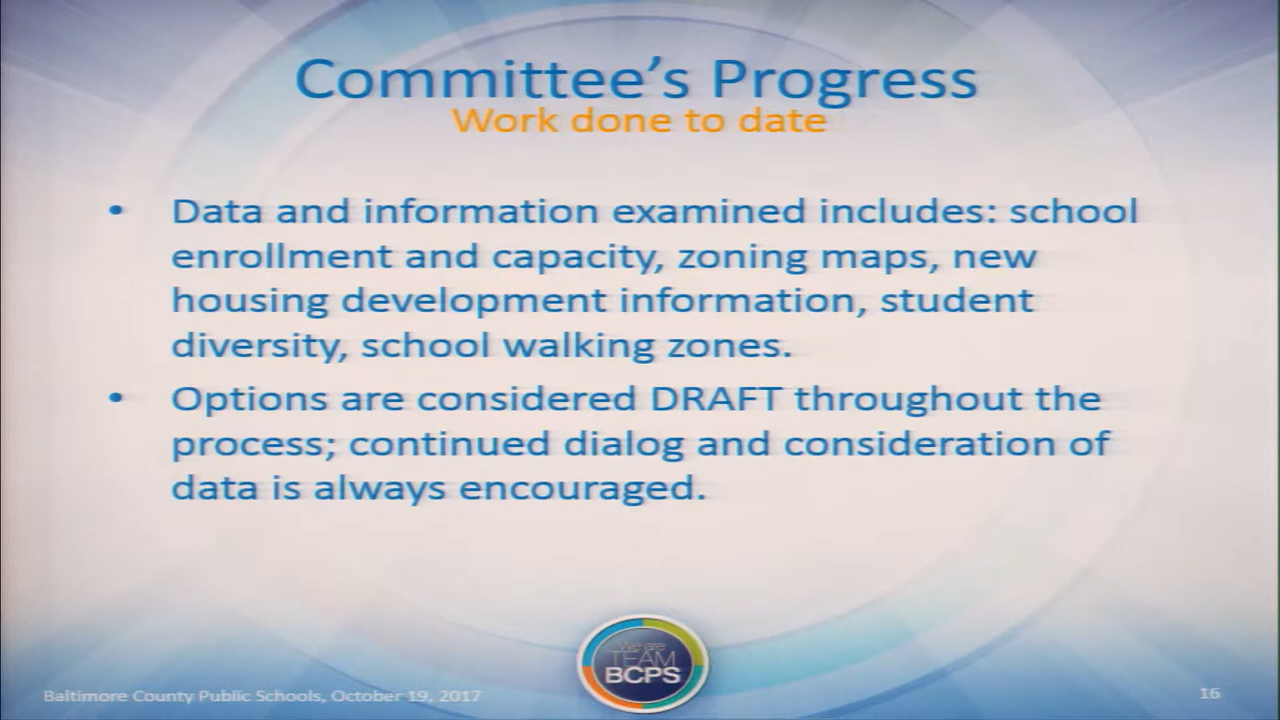 Committee's Progress
Work done to date
• Data and information examined includes: school
enrollment and capacity, zoning maps, new
housing development information, student
diversity, school walking zones.
• Options are considered DRAFT throughout the
process; continued dialog and consideration of
data is always encouraged.
We are
TEAM
BCPS
Baltimore County Public Schools, October 19, 2017
16